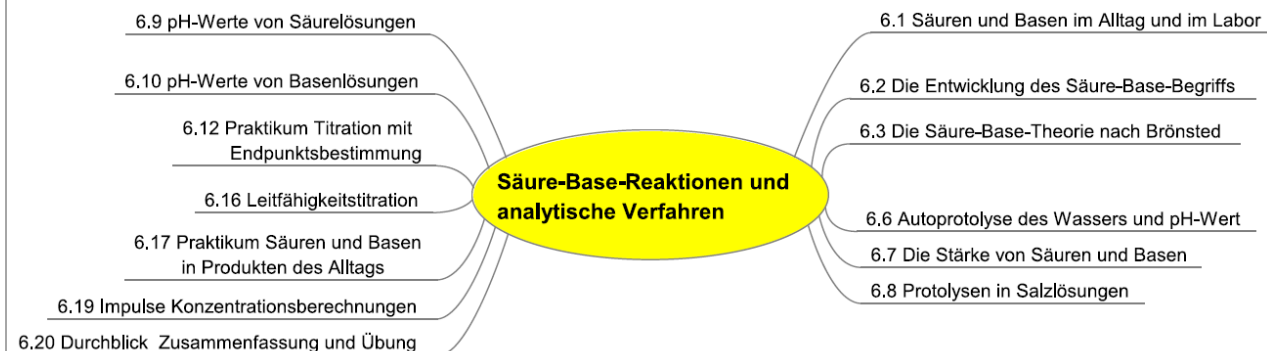 6.9 pH-Werte von Säurelösungen
6.10 pH-Werte von Basenlösungen
6.12 Praktikum Titration mit
Endpunktsbestimmung
6.16 Leitfähigkeitstitration
6.17 Praktikum Säuren und Basen
in Produkten des Alltags
6.19 Impulse Konzentrationsberechnungen
6.20 Durchblick Zusammenfassung und Übung
Säure-Base-Reaktionen und
analytische Verfahren
6.1 Säuren und Basen im Alltag und im Labor
6.2 Die Entwicklung des Säure-Base-Begriffs
6.3 Die Säure-Base-Theorie nach Brönsted
6.6 Autoprotolyse des Wassers und pH-Wert
6.7 Die Stärke von Säuren und Basen
6.8 Protolysen in Salzlösungen